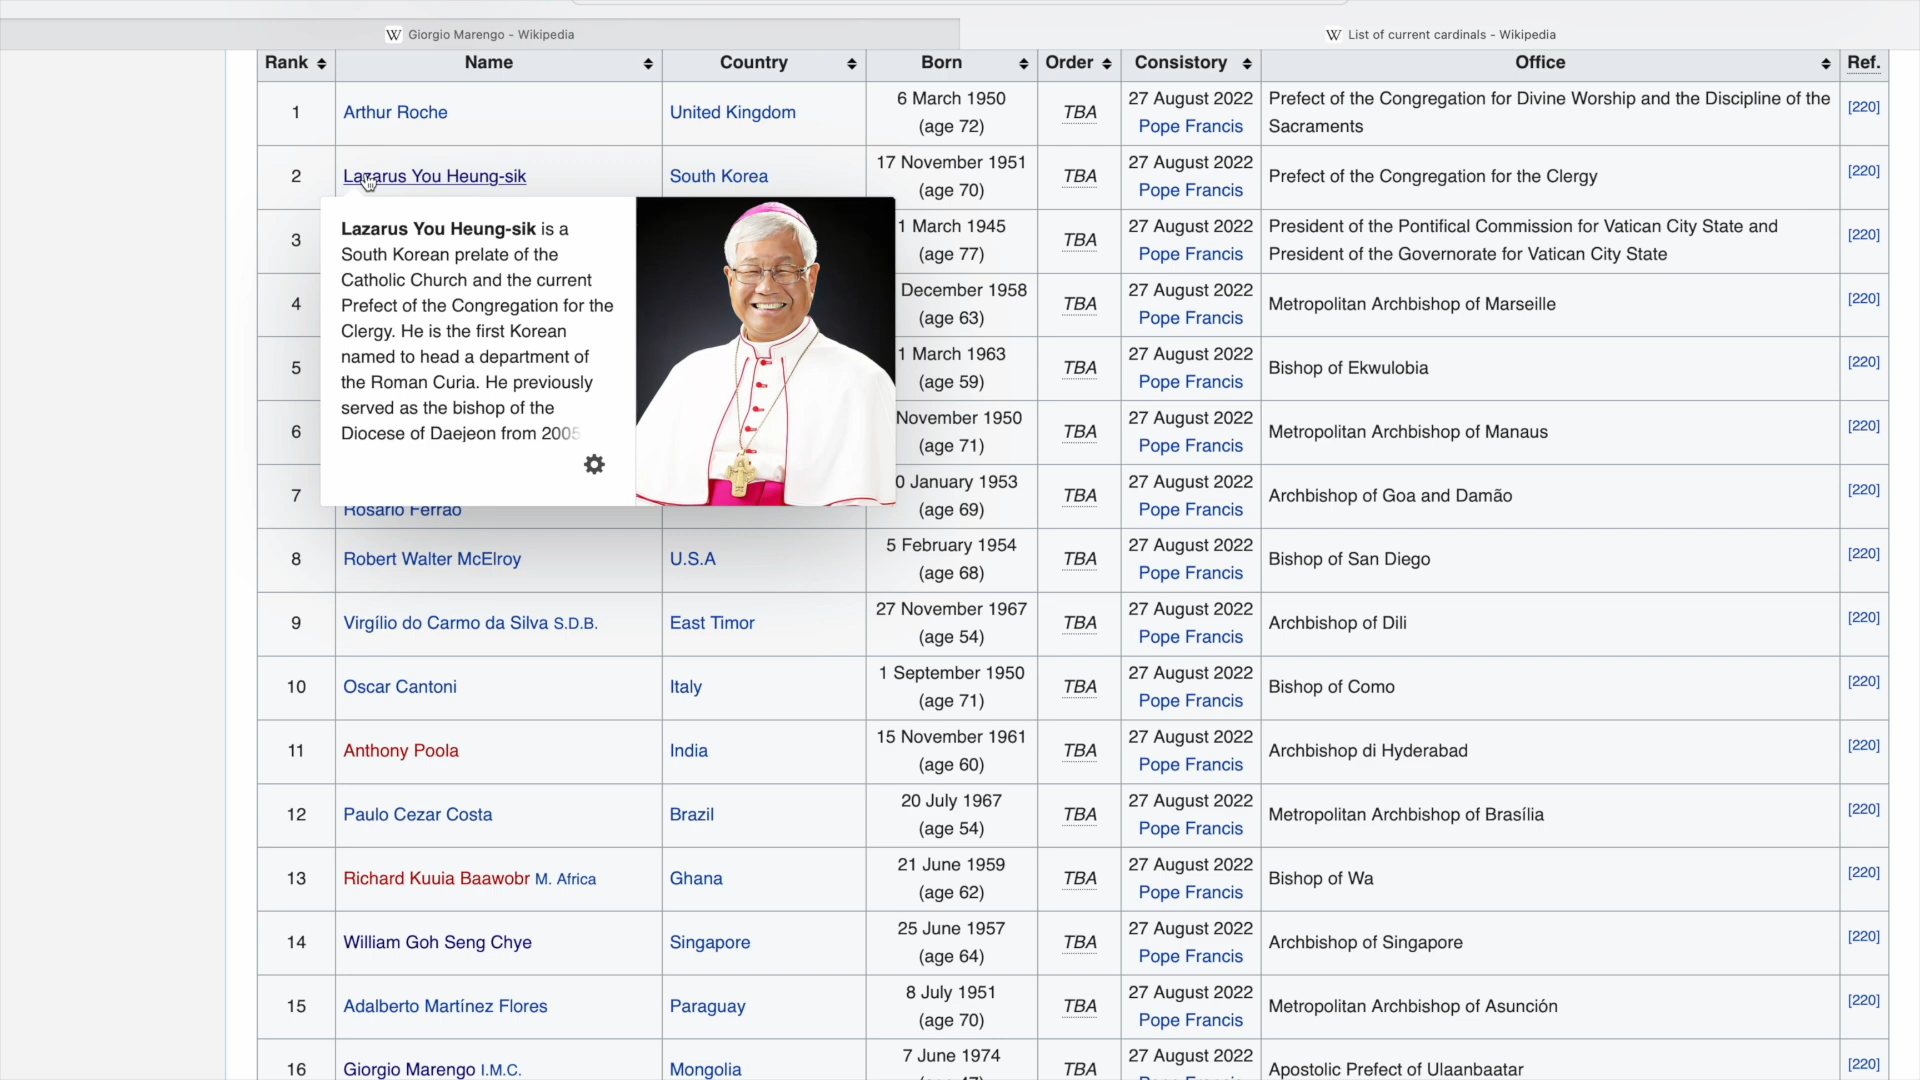 Giorgio Marengo - Wikipedia
List of current cardinals - Wikipedia
Rank Name Country Born Order Consistory Office Ref.
1 Arthur Roche United Kingdom 6 March 1950 (age 72) TBA 27 August 2022 Pope Francis Prefect of the Congregation for Divine Worship and the Discipline of the Sacraments [220]
2 Lazarus You Heung-sik South Korea 17 November 1951 (age 70) TBA 27 August 2022 Pope Francis Prefect of the Congregation for the Clergy [220]
Lazarus You Heung-sik is a
South Korean prelate of the
Catholic Church and the current
Prefect of the Congregation for the
Clergy. He is the first Korean
named to head a department of
the Roman Curia. He previously
served as the bishop of the
Diocese of Daejeon from 2005
3 1 March 1945 (age 77) TBA 27 August 2022 Pope Francis President of the Pontifical Commission for Vatican City State and President of the Governorate for Vatican City State [220]
4 December 1958 (age 63) TBA 27 August 2022 Pope Francis Metropolitan Archbishop of Marseille [220]
5 1 March 1963 (age 59) TBA 27 August 2022 Pope Francis Bishop of Ekwulobia [220]
6 November 1950 (age 71) TBA 27 August 2022 Pope Francis Metropolitan Archbishop of Manaus [220]
7 Rosário Ferrão 0 January 1953 (age 69) TBA 27 August 2022 Pope Francis Archbishop of Goa and Damão [220]
8 Robert Walter McElroy U.S.A 5 February 1954 (age 68) TBA 27 August 2022 Pope Francis Bishop of San Diego [220]
9 Virgílio do Carmo da Silva S.D.B. East Timor 27 November 1967 (age 54) TBA 27 August 2022 Pope Francis Archbishop of Dili [220]
10 Oscar Cantoni Italy 1 September 1950 (age 71) TBA 27 August 2022 Pope Francis Bishop of Como [220]
11 Anthony Poola India 15 November 1961 (age 60) TBA 27 August 2022 Pope Francis Archbishop di Hyderabad [220]
12 Paulo Cezar Costa Brazil 20 July 1967 (age 54) TBA 27 August 2022 Pope Francis Metropolitan Archbishop of Brasília [220]
13 Richard Kuuia Baawobr M. Africa Ghana 21 June 1959 (age 62) TBA 27 August 2022 Pope Francis Bishop of Wa [220]
14 William Goh Seng Chye Singapore 25 June 1957 (age 64) TBA 27 August 2022 Pope Francis Archbishop of Singapore [220]
15 Adalberto Martínez Flores Paraguay 8 July 1951 (age 70) TBA 27 August 2022 Pope Francis Metropolitan Archbishop of Asunción [220]
16 Giorgio Marengo I.M.C. Mongolia 7 June 1974 TBA 27 August 2022 Apostolic Prefect of Ulaanbaatar [220]